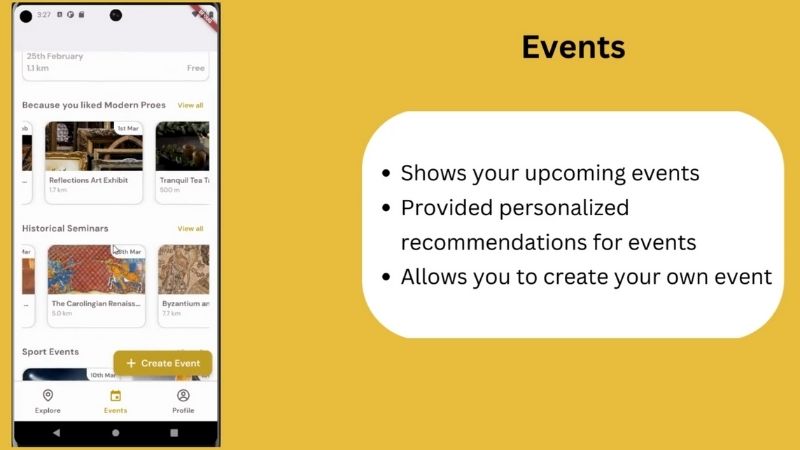 3:27
25th February
1.1 km
Free
Because you liked Modern Proes
View all
1st Mar
Reflections Art Exhibit
1.7 km
Tranquil Tea Ta
500 m
Historical Seminars
View all
Mar
8th Mar
The Carolingian Renaiss...
5.0 km
Byzantium an
7.7 km
Sport Events
10th Mar
+ Create Event
Explore
Events
Profile
Events
• Shows your upcoming events
• Provided personalized
recommendations for events
• Allows you to create your own event